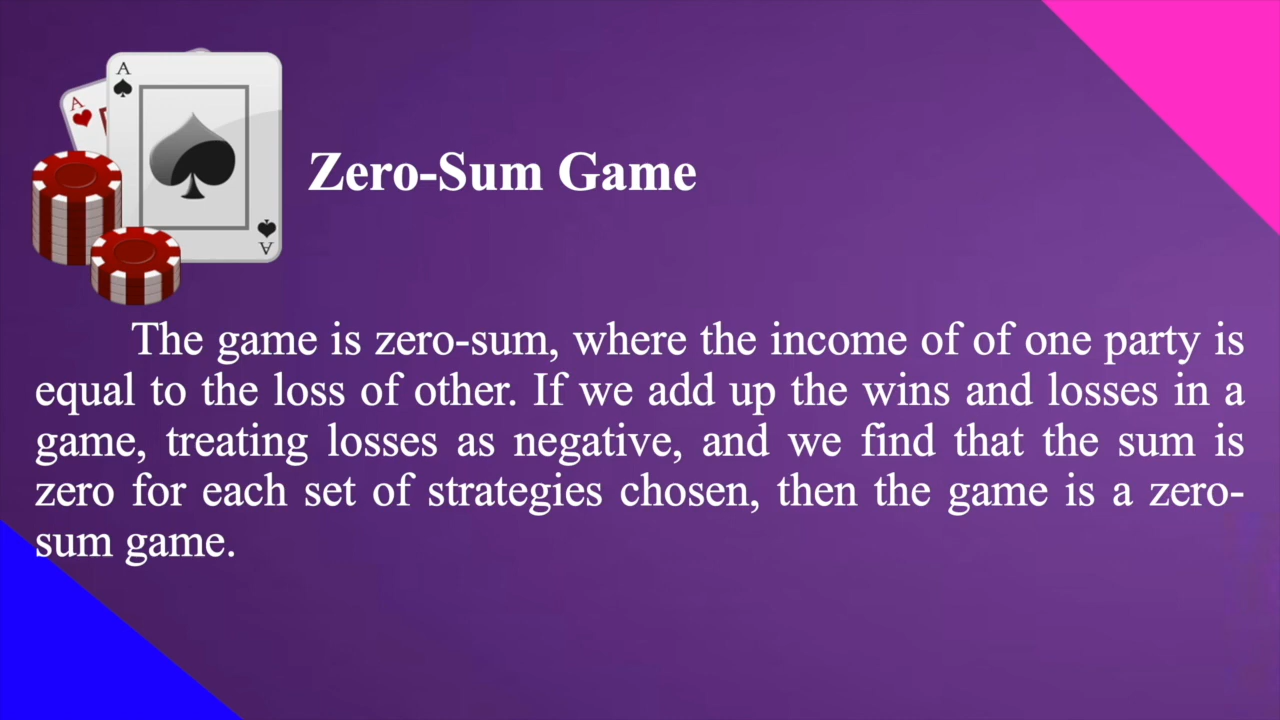 A
A
A
Zero-Sum Game
The game is zero-sum, where the income of of one party is
equal to the loss of other. If we add up the wins and losses in a
game, treating losses as negative, and we find that the sum is
zero for each set of strategies chosen, then the game is a zero-
sum game.